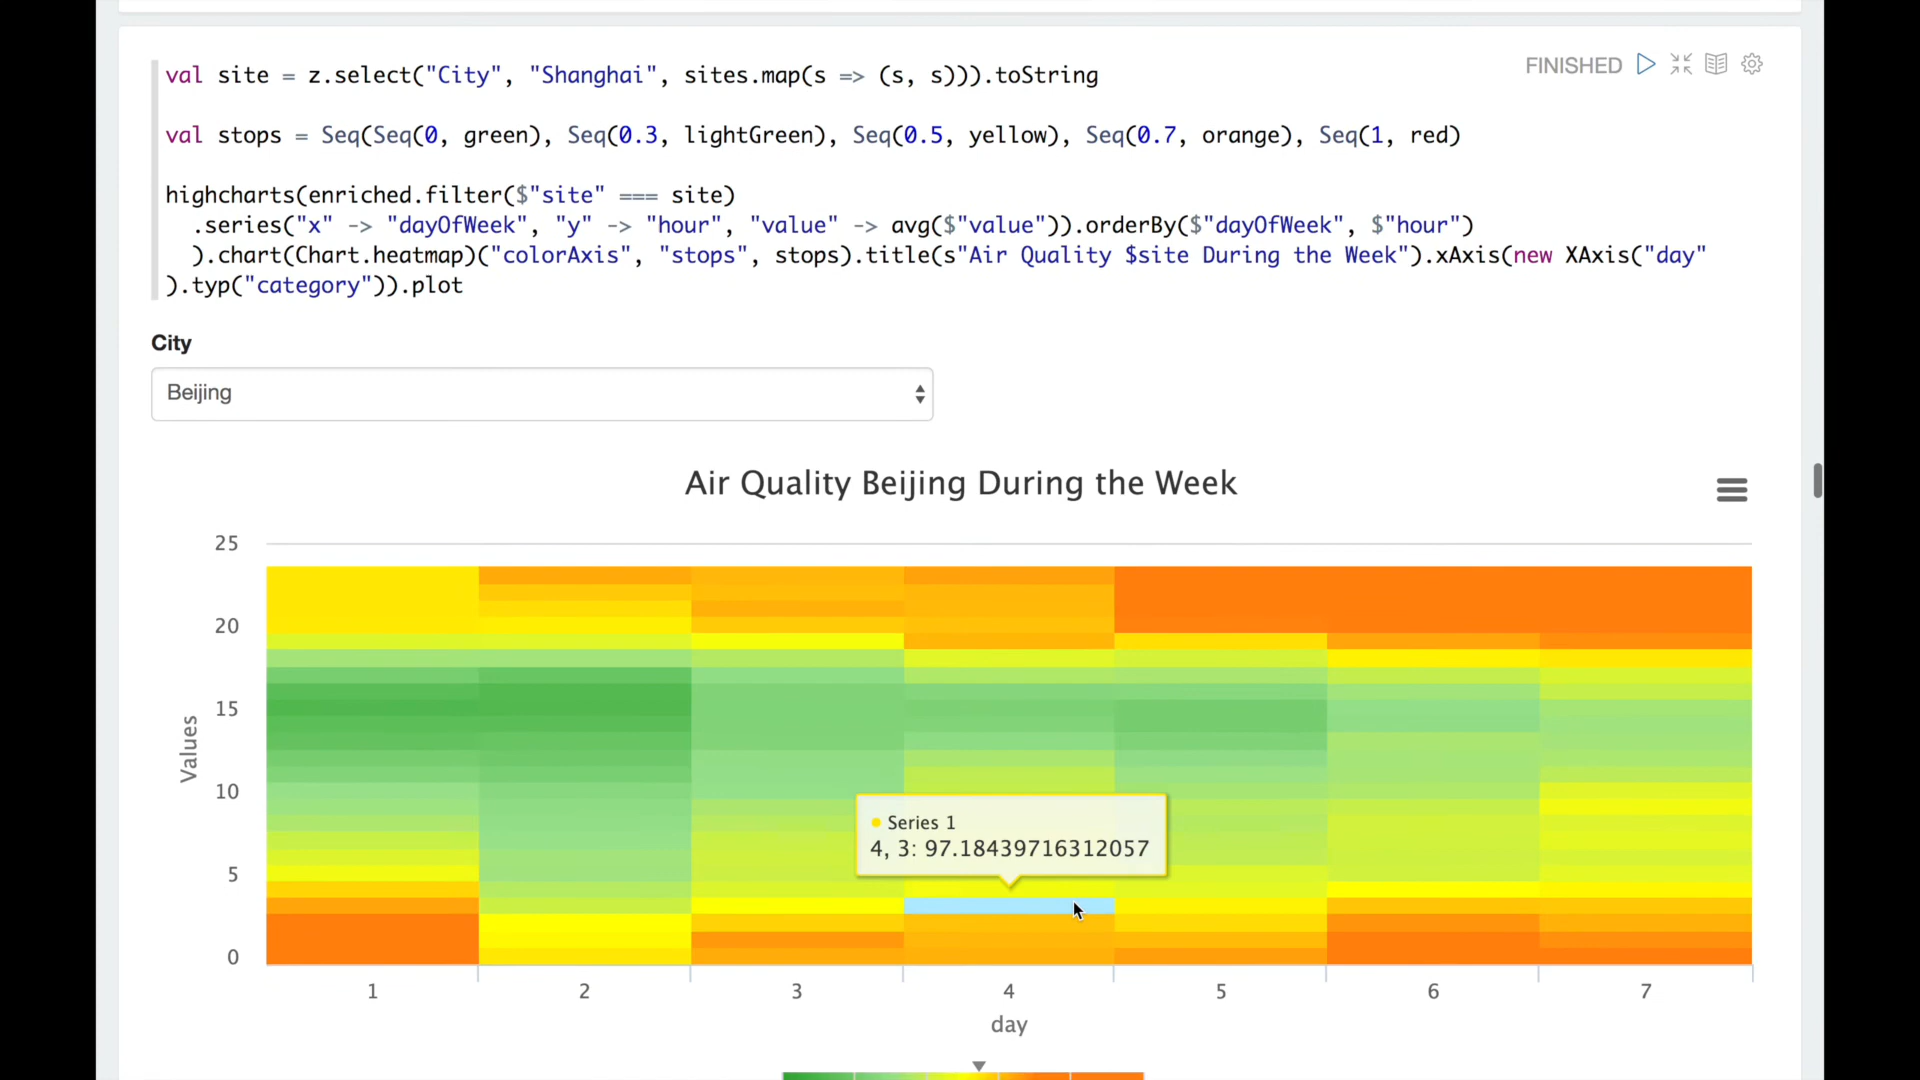 val site = z.select("City", "Shanghai", sites.map(s => (s, s))).toString
FINISHED
val stops = Seq(Seq(0, green), Seq(0.3, lightGreen), Seq(0.5, yellow), Seq(0.7, orange), Seq(1, red)
highcharts(enriched.filter($"site" === site)
.series("x" -> "dayOfWeek", "y" -> "hour", "value" -> avg($"value")).orderBy($"dayOfWeek", $"hour")
).chart(Chart.heatmap)("colorAxis", "stops", stops).title(s"Air Quality $site During the Week").xAxis(new XAxis("day"
).typ("category")).plot
City
Beijing
Air Quality Beijing During the Week
25
20
15
10
5
0
Values
Series 1
4, 3: 97.18439716312057
1 2 3 4 5 6 7
day